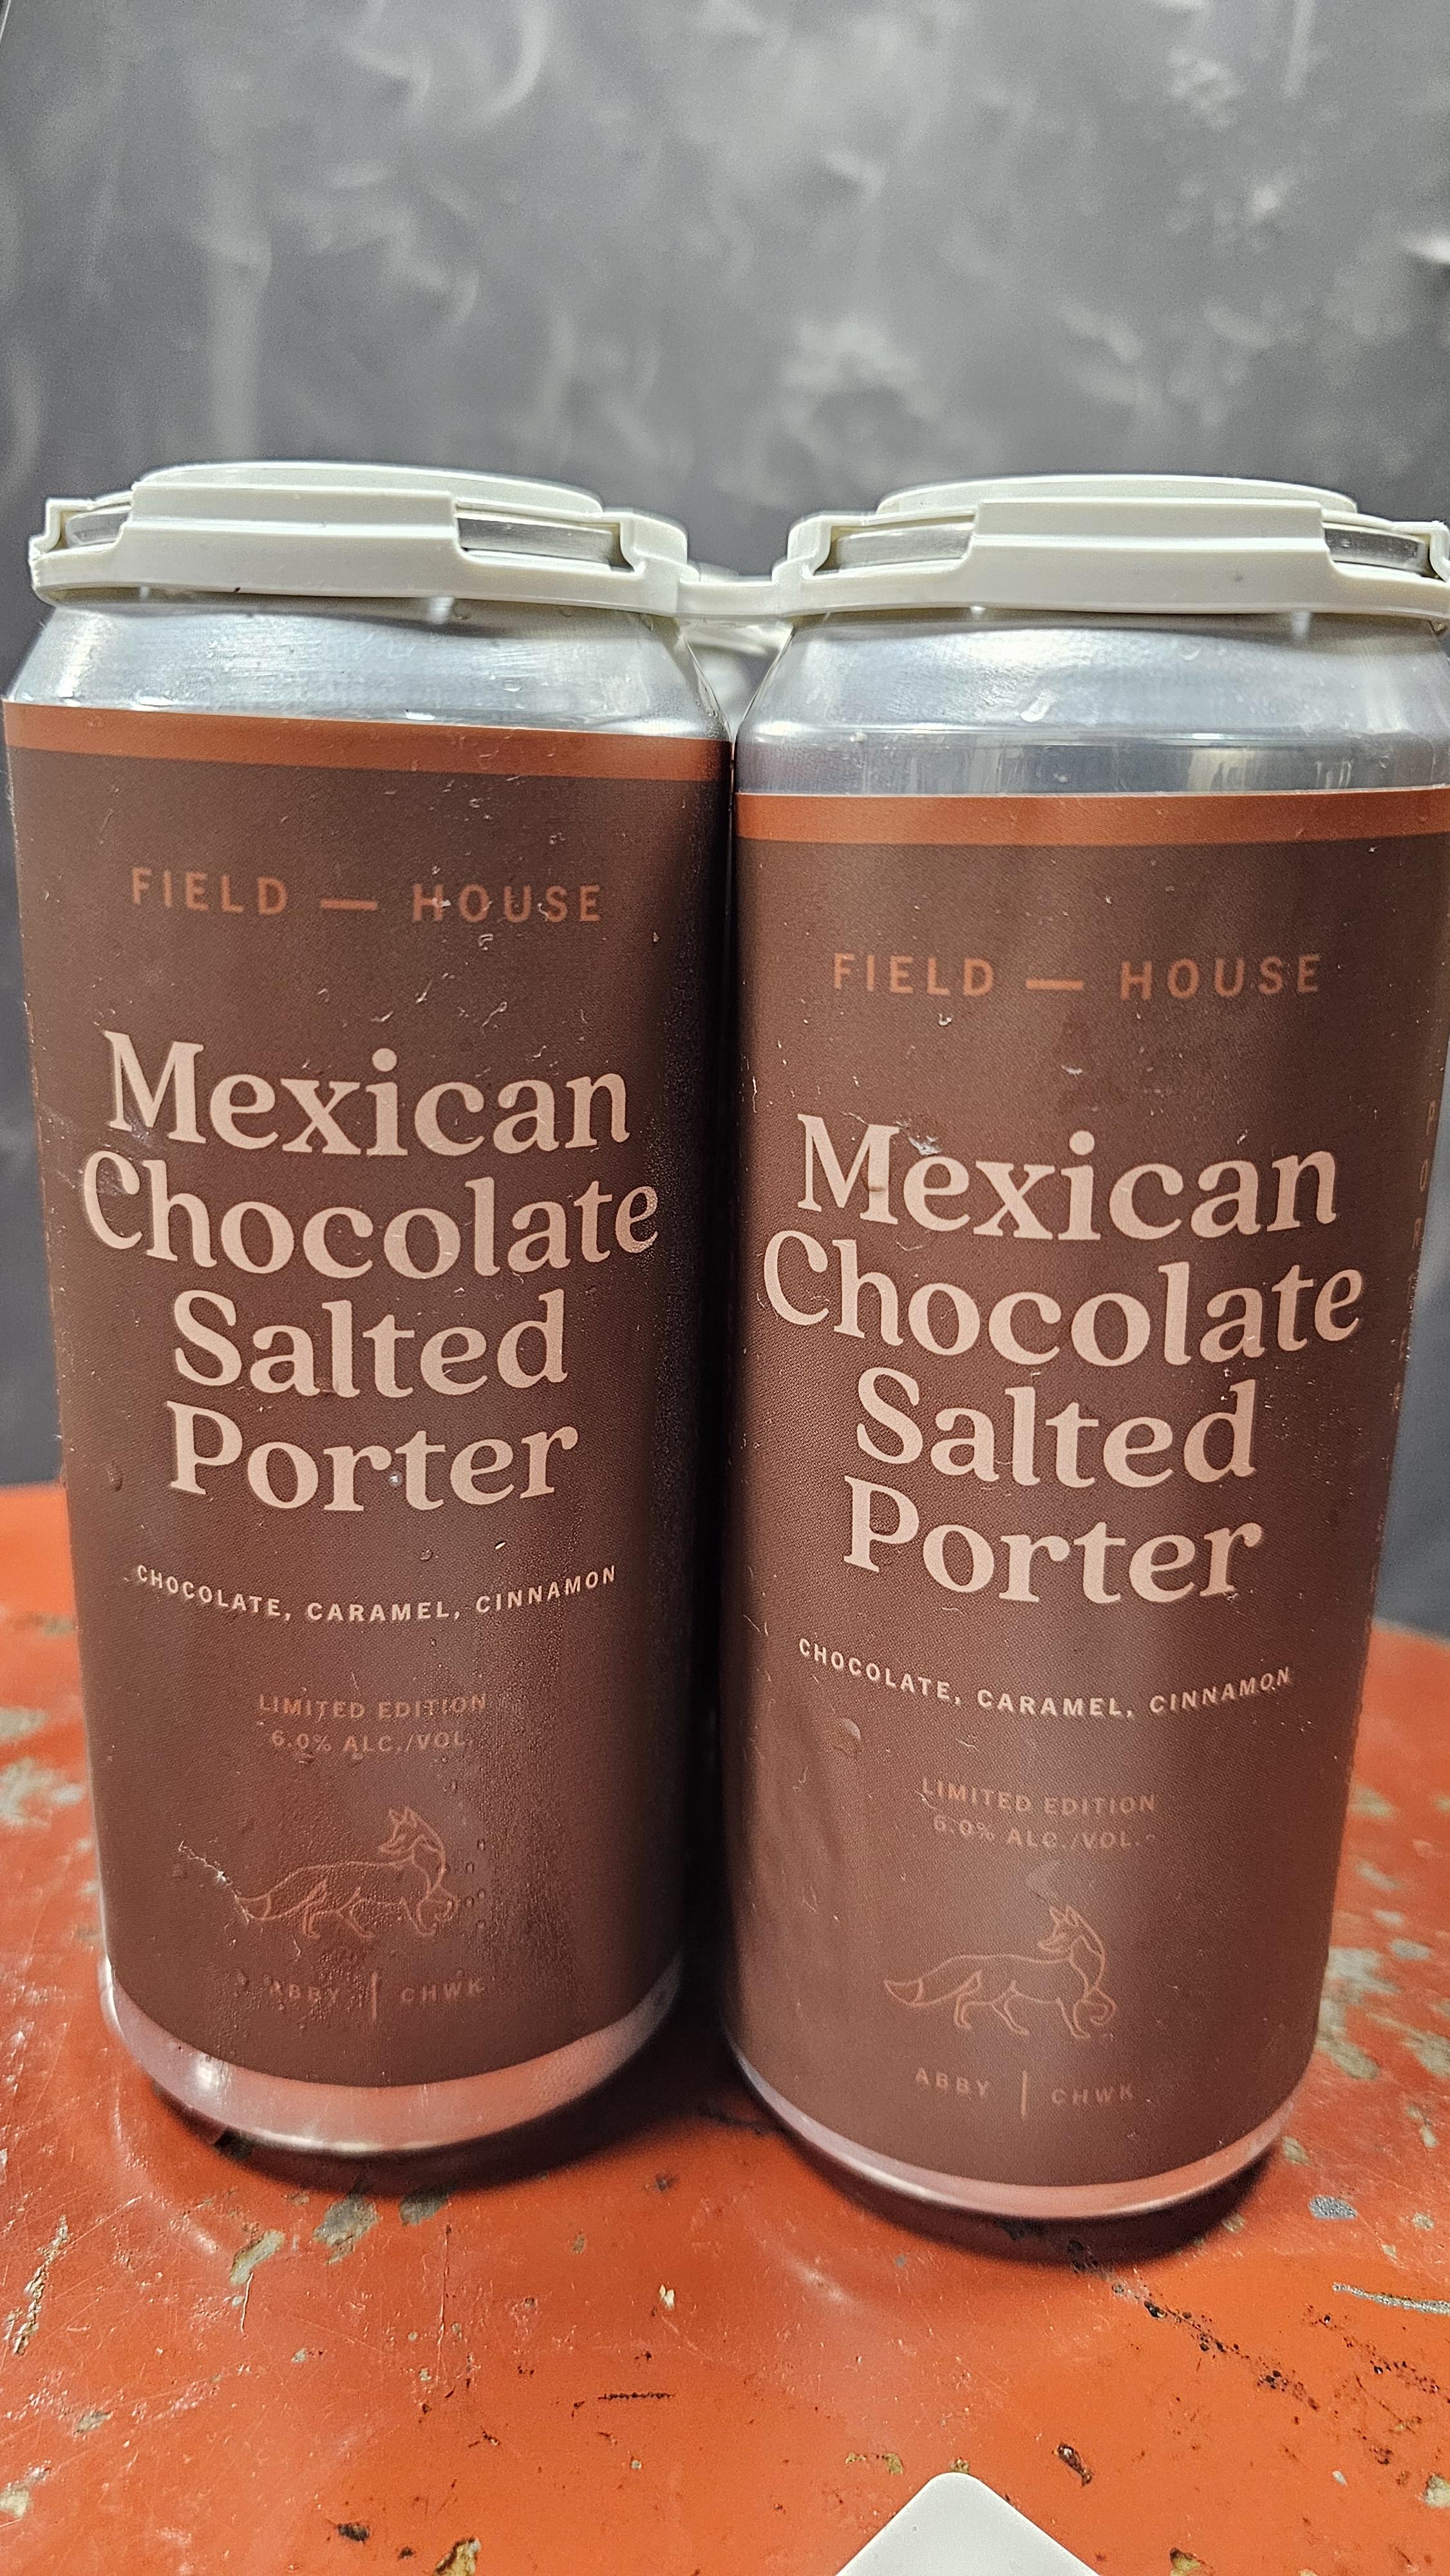 FIELD — HOUSE
Mexican
Chocolate
Salted
Porter
CHOCOLATE, CARAMEL, CINNAMON
LIMITED EDITION
6.0% ALC./VOL.
ABBY | CHWK
FIELD — HOUSE
Mexican
Chocolate
Salted
Porter
CHOCOLATE, CARAMEL, CINNAMON
LIMITED EDITION
6.0% ALC./VOL.
ABBY | CHWK